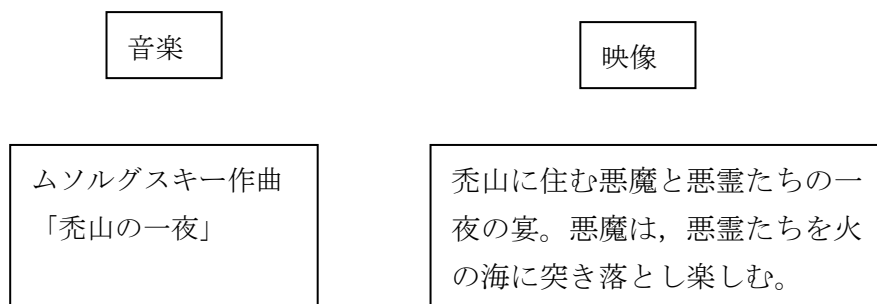 音楽
映像
ムソルグスキー作曲
「禿山の一夜」
禿山に住む悪魔と悪霊たちの一
夜の宴。悪魔は，悪霊たちを火
の海に突き落とし楽しむ。